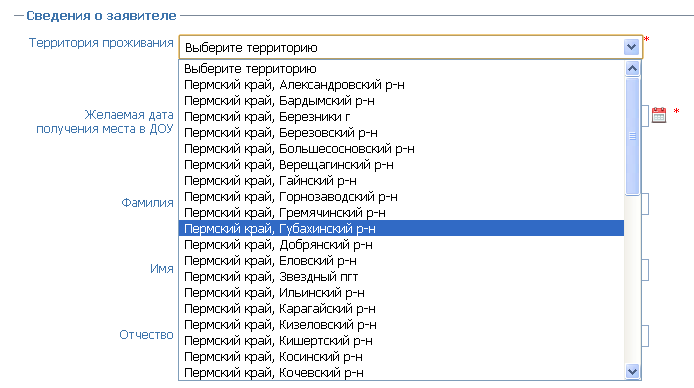 Сведения о заявителе
Территория проживания
Выберите территорию
*
Выберите территорию
Пермский край, Александровский р-н
Пермский край, Бардымский р-н
Пермский край, Березники г
Пермский край, Березовский р-н
Пермский край, Большесосновский р-н
Пермский край, Верещагинский р-н
Пермский край, Гайнский р-н
Пермский край, Горнозаводский р-н
Пермский край, Гремячинский р-н
Пермский край, Губахинский р-н
Пермский край, Добрянский р-н
Пермский край, Еловский р-н
Пермский край, Звездный пгт
Пермский край, Ильинский р-н
Пермский край, Карагайский р-н
Пермский край, Кизеловский р-н
Пермский край, Кишертский р-н
Пермский край, Косинский р-н
Пермский край, Кочевский р-н
Желаемая дата
получения места в ДОУ
*
Фамилия
Имя
Отчество